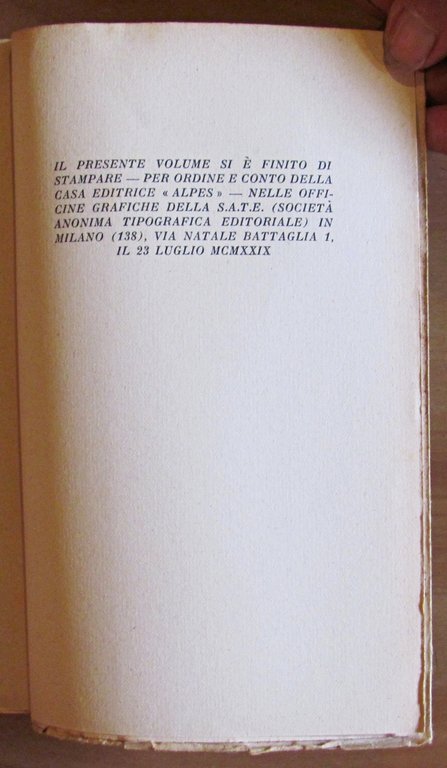 IL PRESENTE VOLUME SI È FINITO DI
STAMPARE — PER ORDINE E CONTO DELLA
CASA EDITRICE « ALPES » — NELLE OFFI-
CINE GRAFICHE DELLA S.A.T.E. (SOCIETÀ
ANONIMA TIPOGRAFICA EDITORIALE) IN
MILANO (138), VIA NATALE BATTAGLIA 1,
IL 23 LUGLIO MCMXXIX